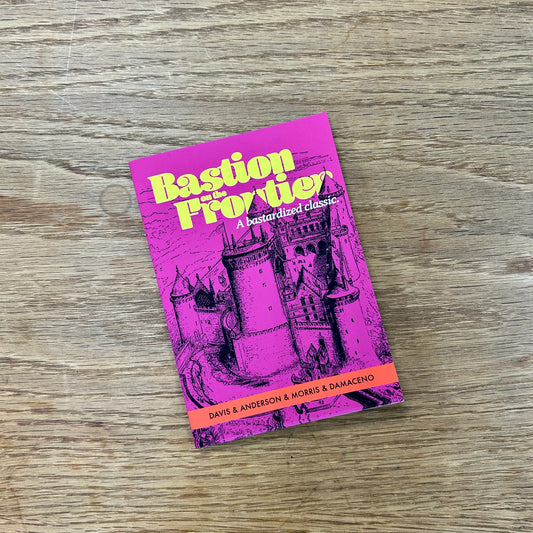 Bastion
on the
Frontier
A bastardized classic.
DAVIS & ANDERSON & MORRIS & DAMACENO